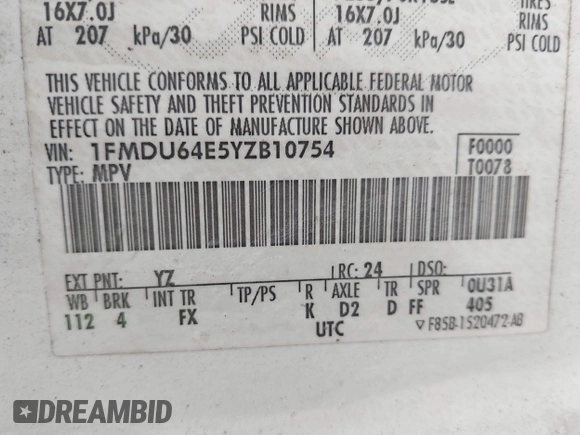 16X7.0J RIMS 16X7.0J RIMS
AT 207 kPa/30 PSI COLD AT 207 kPa/30 PSI COLD
THIS VEHICLE CONFORMS TO ALL APPLICABLE FEDERAL MOTOR
VEHICLE SAFETY AND THEFT PREVENTION STANDARDS IN
EFFECT ON THE DATE OF MANUFACTURE SHOWN ABOVE.
VIN: 1FMDU64E5YZB10754 F0000
TYPE: MPV T0078
EXT PNT: YZ RC: 24 DSO:
WB BRK INT TR TP/PS R AXLE TR SPR 0U31A
112 4 FX K D2 D FF 405
UTC ▽F85B-1520472-AB
DREAMBID